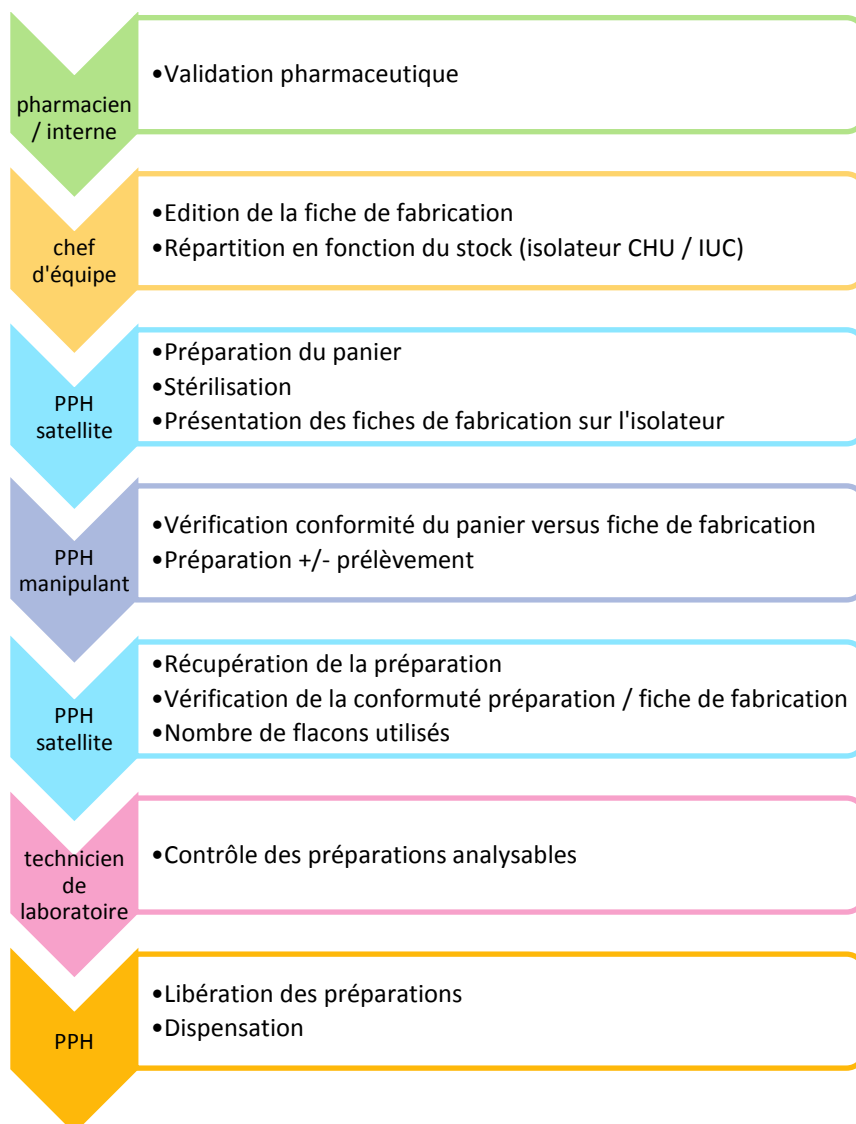 pharmacien
/ interne
•Validation pharmaceutique
chef
d'équipe
•Edition de la fiche de fabrication
•Répartition en fonction du stock (isolateur CHU / IUC)
PPH
satellite
•Préparation du panier
•Stérilisation
•Présentation des fiches de fabrication sur l'isolateur
PPH
manipulant
•Vérification conformité du panier versus fiche de fabrication
•Préparation +/- prélèvement
PPH
satellite
•Récupération de la préparation
•Vérification de la conformuté préparation / fiche de fabrication
•Nombre de flacons utilisés
technicien
de
laboratoire
•Contrôle des préparations analysables
PPH
•Libération des préparations
•Dispensation